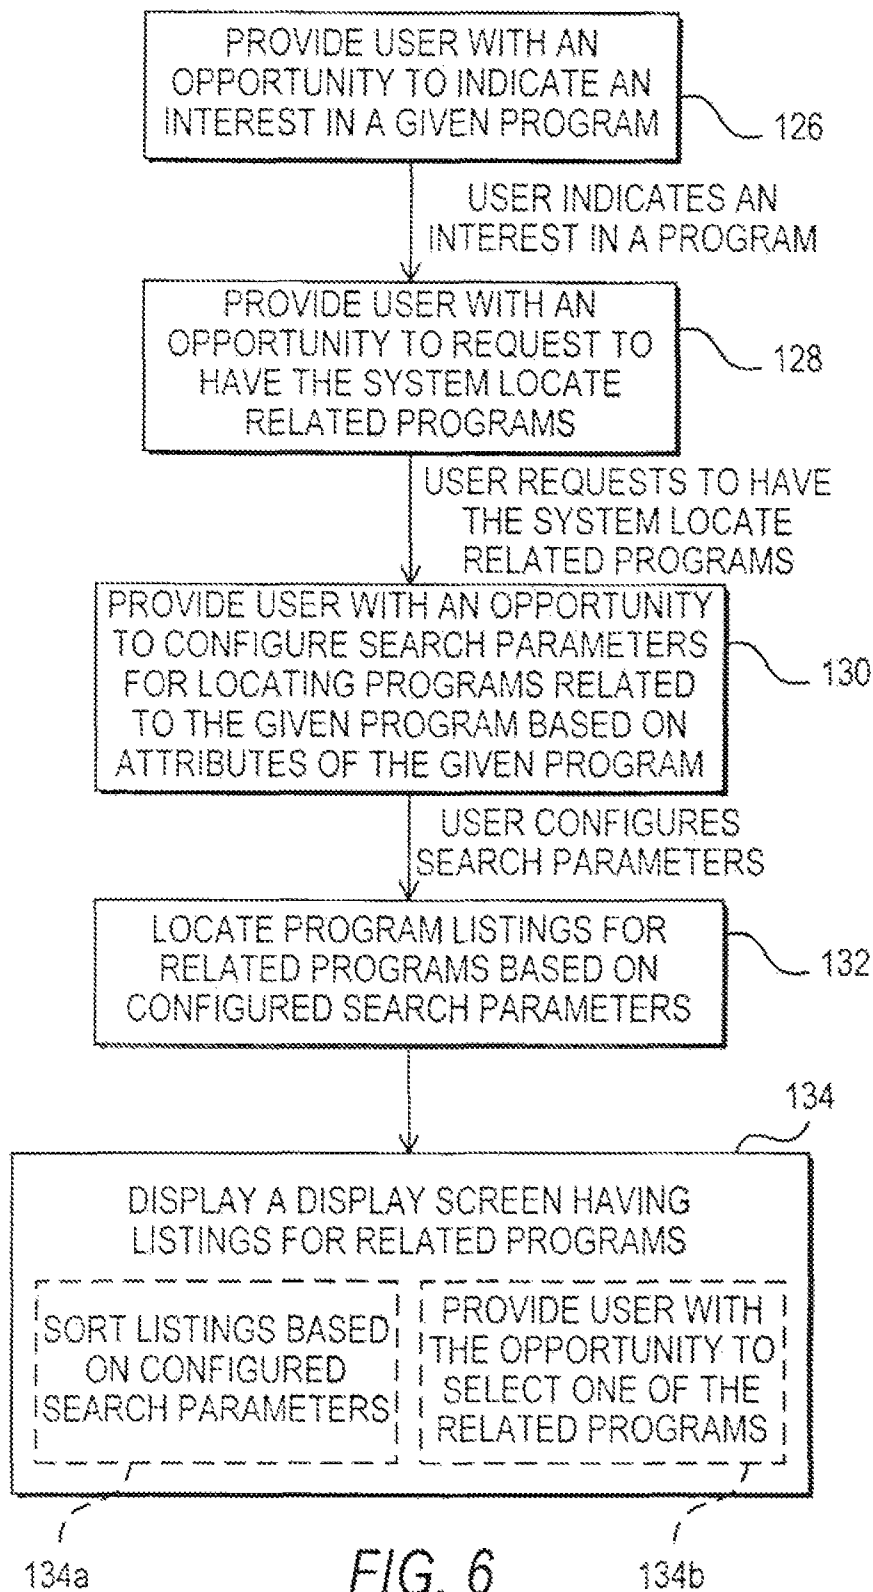 PROVIDE USER WITH AN
OPPORTUNITY TO INDICATE AN
INTEREST IN A GIVEN PROGRAM
126
USER INDICATES AN
INTEREST IN A PROGRAM
PROVIDE USER WITH AN
OPPORTUNITY TO REQUEST TO
HAVE THE SYSTEM LOCATE
RELATED PROGRAMS
128
USER REQUESTS TO HAVE
THE SYSTEM LOCATE
RELATED PROGRAMS
PROVIDE USER WITH AN OPPORTUNITY
TO CONFIGURE SEARCH PARAMETERS
FOR LOCATING PROGRAMS RELATED
TO THE GIVEN PROGRAM BASED ON
ATTRIBUTES OF THE GIVEN PROGRAM
130
USER CONFIGURES
SEARCH PARAMETERS
LOCATE PROGRAM LISTINGS FOR
RELATED PROGRAMS BASED ON
CONFIGURED SEARCH PARAMETERS
132
134
DISPLAY A DISPLAY SCREEN HAVING
LISTINGS FOR RELATED PROGRAMS
SORT LISTINGS BASED
ON CONFIGURED
SEARCH PARAMETERS
PROVIDE USER WITH
THE OPPORTUNITY TO
SELECT ONE OF THE
RELATED PROGRAMS
134a
134b
FIG. 6